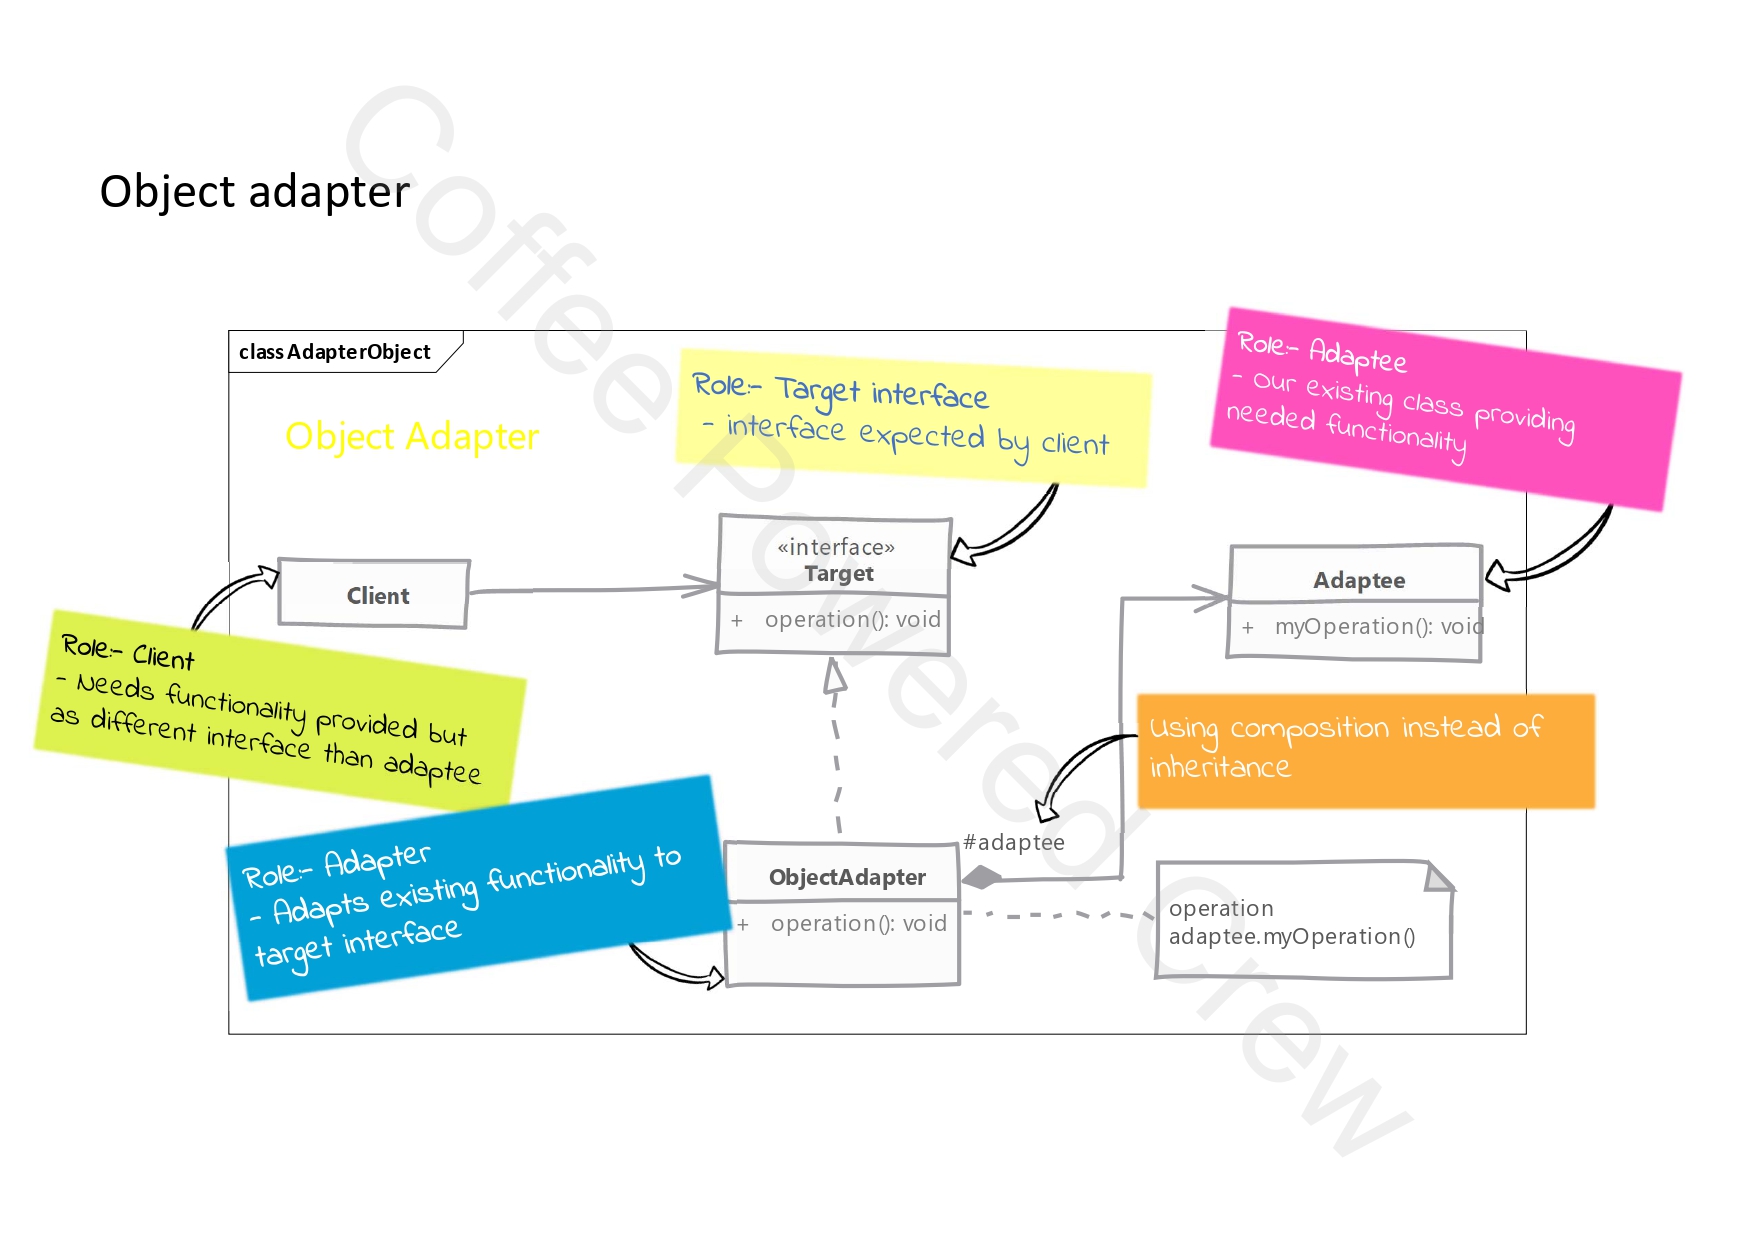 Object adapter
class AdapterObject
Object Adapter
Role:- Target interface
- interface expected by client
Role:- Adaptee
- Our existing class providing
needed functionality
«interface»
Target
+ operation(): void
Client
Adaptee
+ myOperation(): void
Role:- Client
- Needs functionality provided but
as different interface than adaptee
Using composition instead of
inheritance
Role:- Adapter
- Adapts existing functionality to
target interface
#adaptee
ObjectAdapter
+ operation(): void
operation
adaptee.myOperation()
Coffee Powered Crew